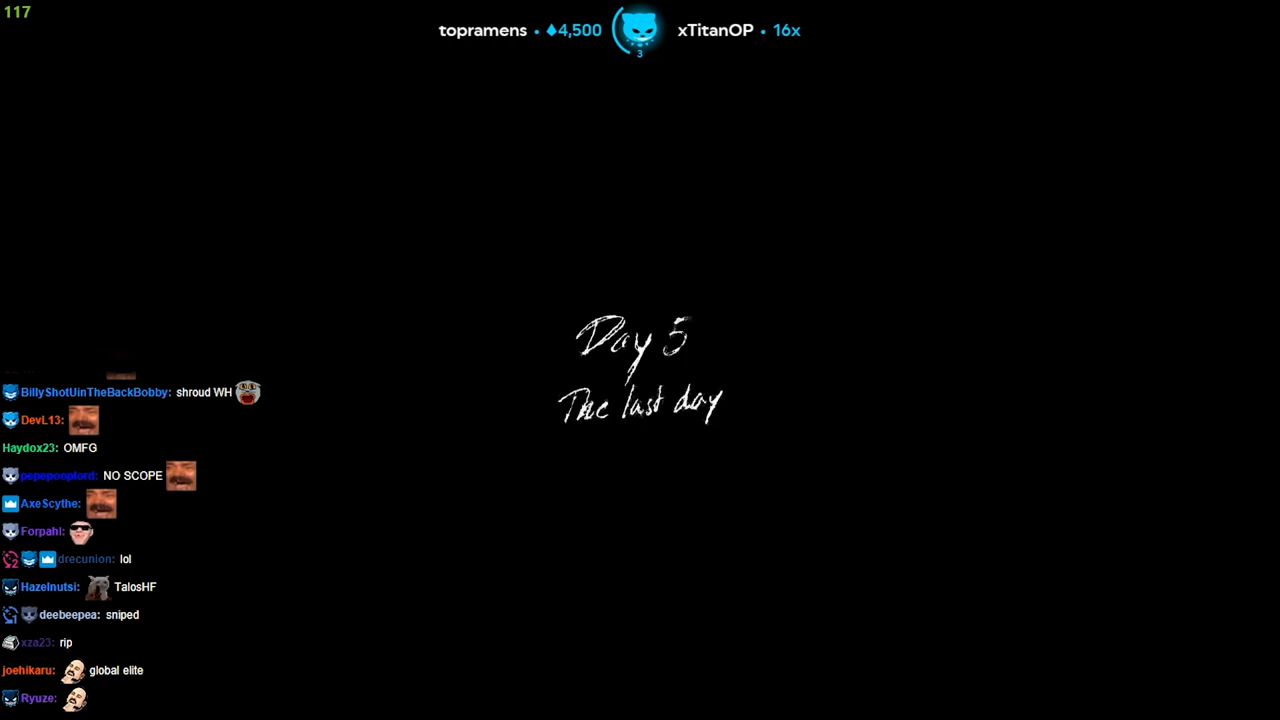 117
topramens • 4,500
3
xTitanOP • 16x
Day 5
The last day
BillyShotUinTheBackBobby: shroud WH
DevL13:
Haydox23: OMFG
pepepooplord: NO SCOPE
AxeScythe:
Forpahl:
2 drecunion: lol
Hazelnutsi: TalosHF
1 deebeepea: sniped
xza23: rip
joehikaru: global elite
Ryuze: